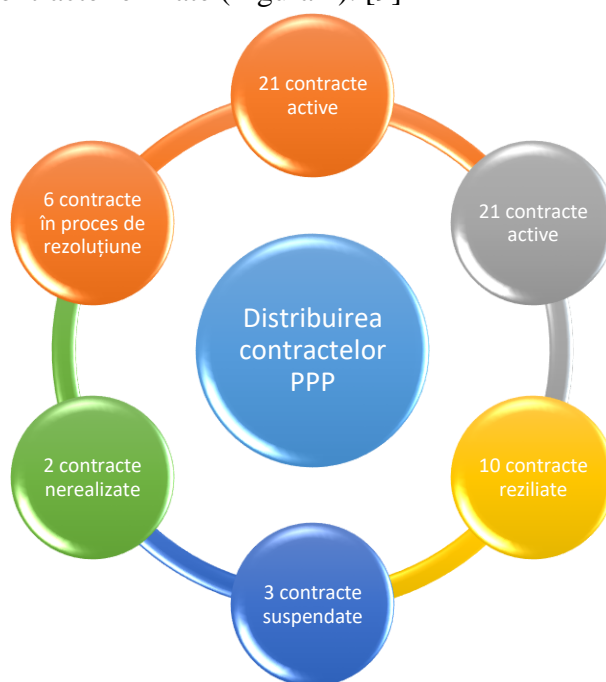 21 contracte
active
21 contracte
active
10 contracte
reziliate
3 contracte
suspendate
2 contracte
nerealizate
6 contracte
în proces de
rezoluțiune
Distribuirea
contractelor
PPP